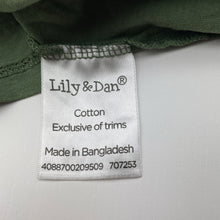 Lily & Dan®
Cotton
Exclusive of trims
Made in Bangladesh
4088700209509 707253